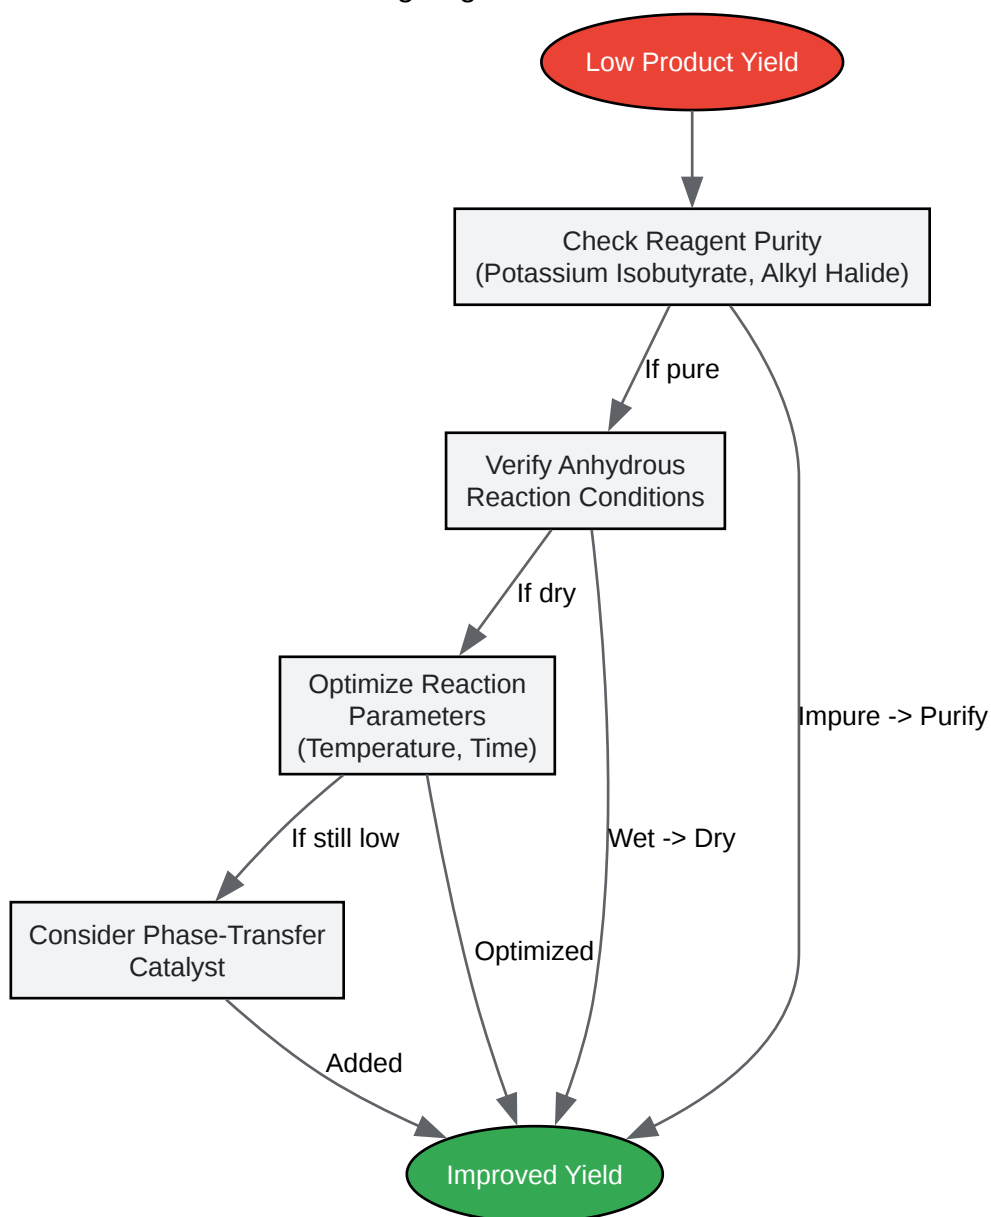 Low Product Yield
Check Reagent Purity
(Potassium Isobutyrate, Alkyl Halide)
If pure
Verify Anhydrous
Reaction Conditions
If dry
Optimize Reaction
Parameters
(Temperature, Time)
Impure -> Purify
If still low
Wet -> Dry
Consider Phase-Transfer
Catalyst
Optimized
Added
Improved Yield